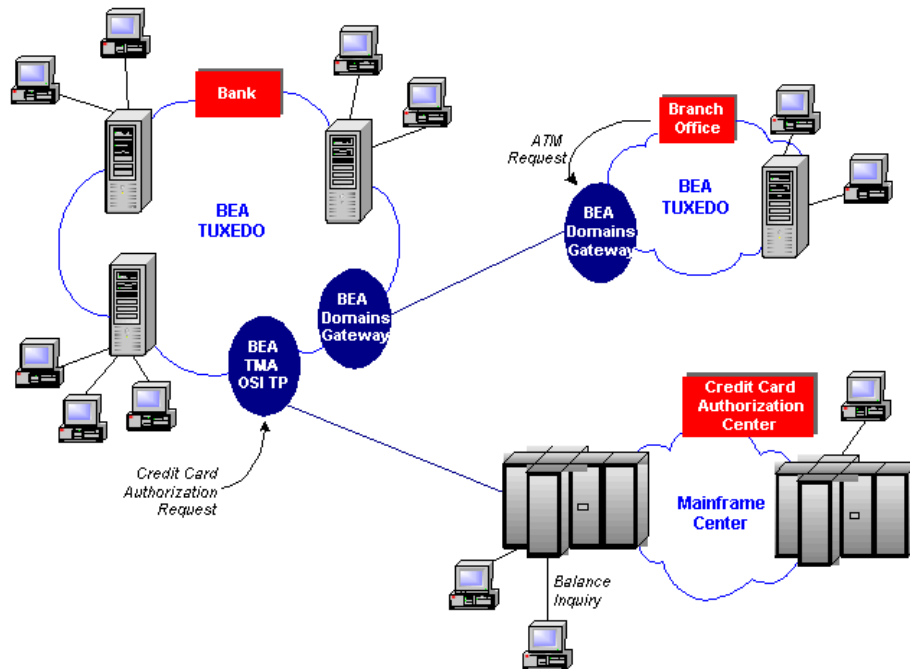 Bank
Branch
Office
ATM
Request
BEA
TUXEDO
BEA
TUXEDO
BEA
Domains
Gateway
BEA
Domains
Gateway
BEA
TMA
OSI TP
Credit Card
Authorization
Center
Credit Card
Authorization
Request
Mainframe
Center
Balance
Inquiry